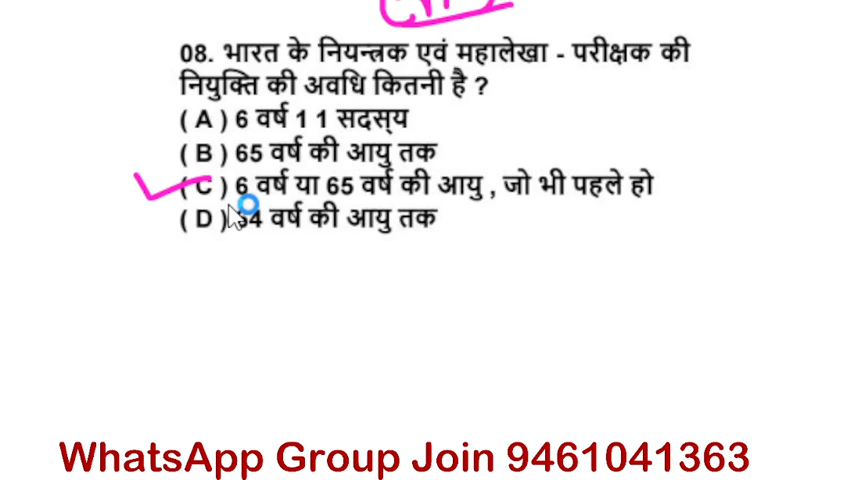 08. भारत के नियन्त्रक एवं महालेखा - परीक्षक की
नियुक्ति की अवधि कितनी है ?
( A ) 6 वर्ष 1 1 सदस्य
( B ) 65 वर्ष की आयु तक
( C ) 6 वर्ष या 65 वर्ष की आयु , जो भी पहले हो
( D ) 64 वर्ष की आयु तक
WhatsApp Group Join 9461041363